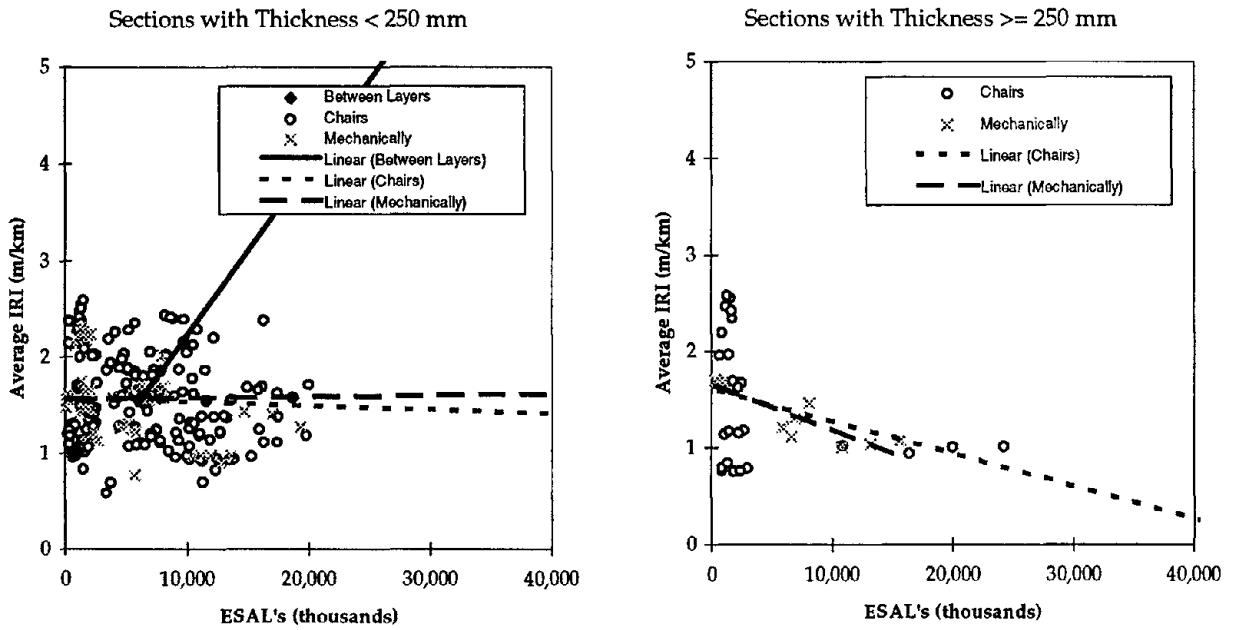 Sections with Thickness < 250 mm
5
4
3
2
1
0
Average IRI (m/km)
Between Layers
Chairs
Mechanically
Linear (Between Layers)
Linear (Chairs)
Linear (Mechanically)
0
10,000
20,000
30,000
40,000
ESAL's (thousands)
Sections with Thickness >= 250 mm
5
4
3
2
1
0
Average IRI (m/km)
Chairs
Mechanically
Linear (Chairs)
Linear (Mechanically)
0
10,000
20,000
30,000
40,000
ESAL's (thousands)